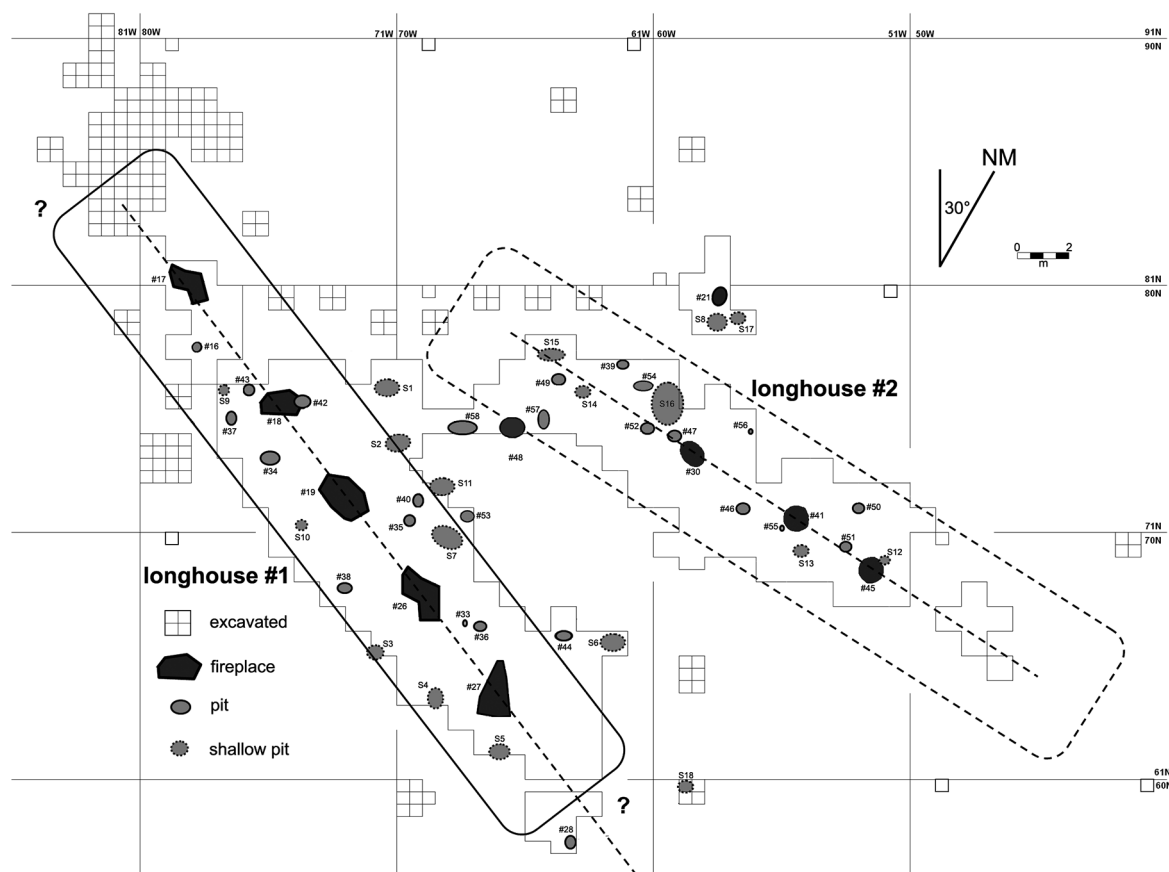 81W 80W
71W 70W
61W 60W
51W 50W
91N
90N
NM
30°
0 2
m
?
#17
81N
80N
#21
S8
S17
#16
S15
#39
#54
longhouse #2
#43
S9
S1
#49
S14
S16
#42
#18
#37
#58
#57
#52
#47
#56
S2
#48
#34
#30
S11
#19
#40
#53
#46
#41
#50
#35
#55
S10
S7
#51
71N
70N
S13
S12
longhouse #1
#38
#45
#26
#33
#36
excavated
#44
S6
S3
fireplace
#27
S4
pit
S5
shallow pit
S18
61N
60N
?
#28